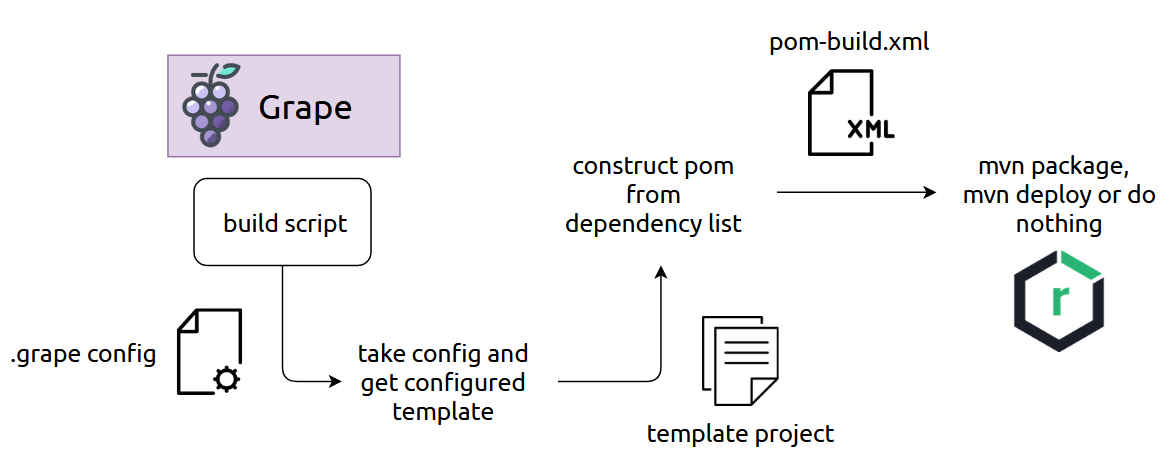 pom-build.xml
Grape
XML
construct pom
from
dependency list
mvn package,
mvn deploy or do
nothing
build script
r
.grape config
take config and
get configured
template
template project